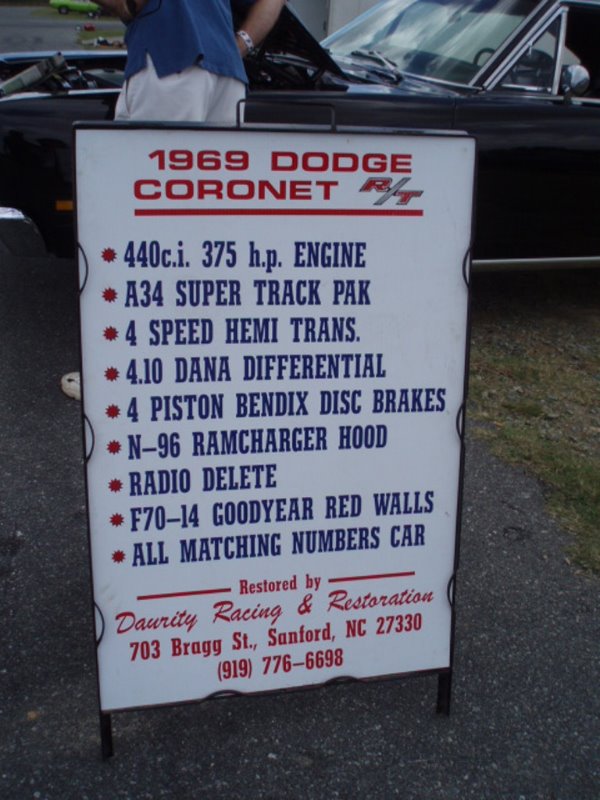 1969 DODGE
CORONET R/T
440c.i. 375 h.p. ENGINE
A34 SUPER TRACK PAK
4 SPEED HEMI TRANS.
4.10 DANA DIFFERENTIAL
4 PISTON BENDIX DISC BRAKES
N-96 RAMCHARGER HOOD
RADIO DELETE
F70-14 GOODYEAR RED WALLS
ALL MATCHING NUMBERS CAR
Restored by
Daurity Racing & Restoration
703 Bragg St., Sanford, NC 27330
(919) 776-6698